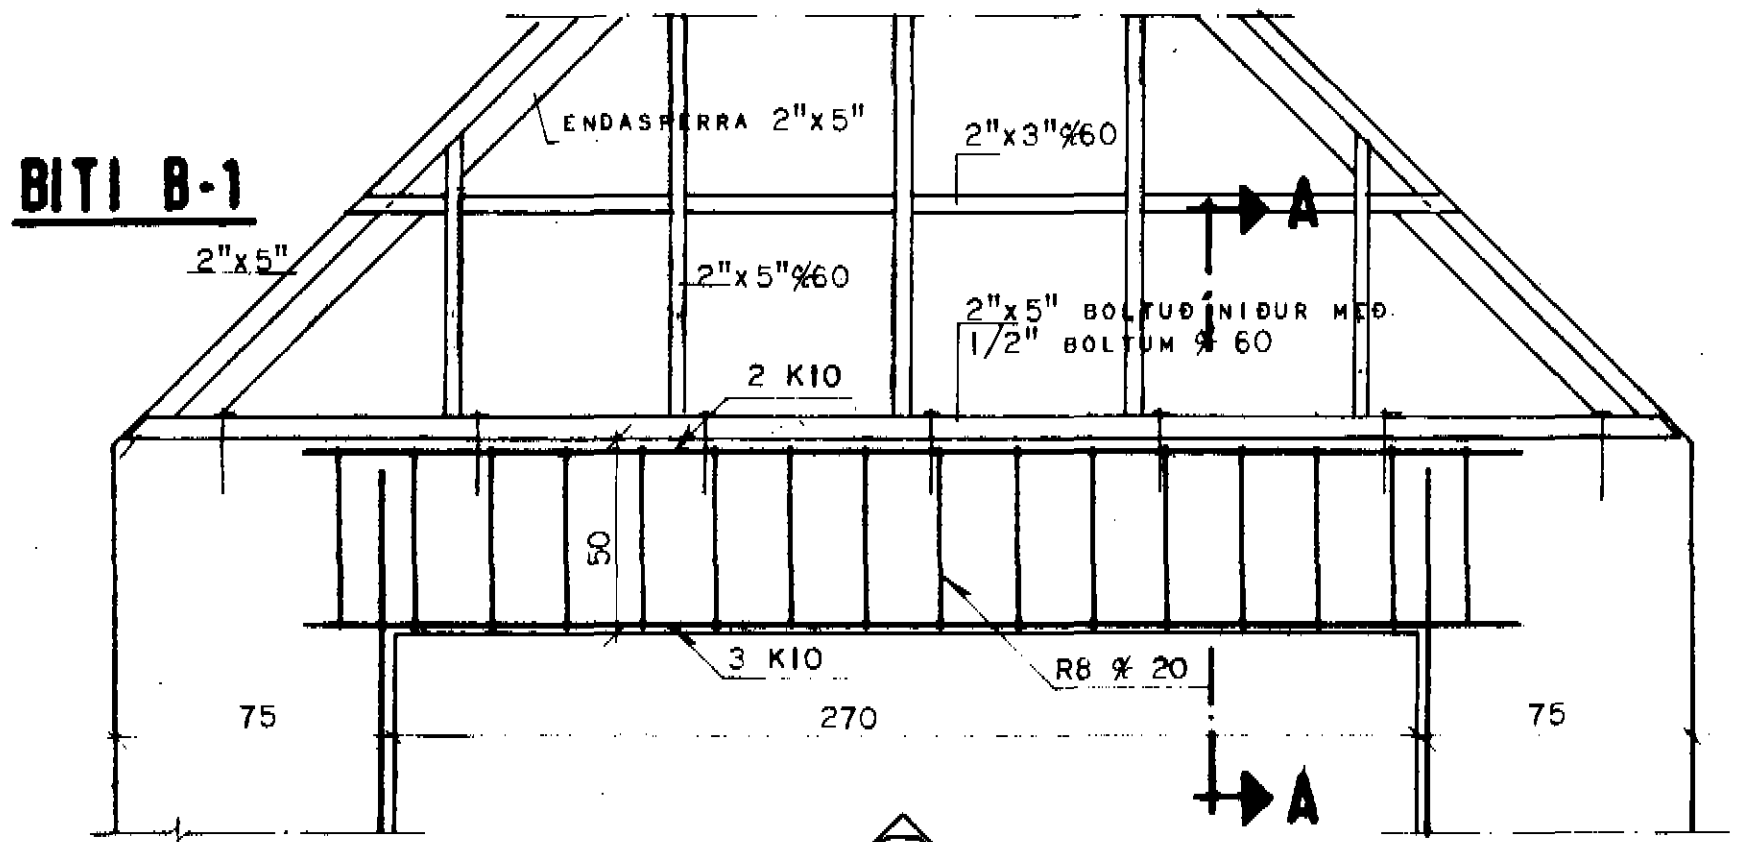 ENDASPERRA 2"x5"
2"x3"%60
BITI B-1
A
2"x5"
2"x5"%60
2"x5" BOLTUÐ NIÐUR MEÐ
1/2" BOLTUM % 60
2 K10
50
3 K10
R8 % 20
75
270
75
A